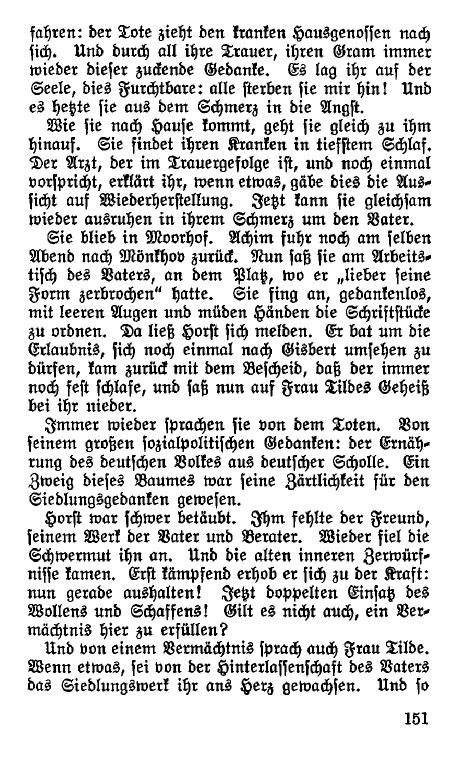 fahren: der Tote zieht den kranken Hausgenossen nach
sich. Und durch all ihre Trauer, ihren Gram immer
wieder dieser zuckende Gedanke. Es lag ihr auf der
Seele, dies Furchtbare: alle sterben sie mir hin! Und
es hetzte sie aus dem Schmerz in die Angst.
Wie sie nach Hause kommt, geht sie gleich zu ihm
hinauf. Sie findet ihren Kranken in tiefstem Schlaf.
Der Arzt, der im Trauergefolge ist, und noch einmal
vorspricht, erklärt ihr, wenn etwas, gäbe dies die Aus-
sicht auf Wiederherstellung. Jetzt kann sie gleichsam
wieder ausruhen in ihrem Schmerz um den Vater.
Sie blieb in Moorhof. Achim fuhr noch am selben
Abend nach Mönkhov zurück. Nun saß sie am Arbeits-
tisch des Vaters, an dem Platz, wo er „lieber seine
Form zerbrochen“ hatte. Sie fing an, gedankenlos,
mit leeren Augen und müden Händen die Schriftstücke
zu ordnen. Da ließ Horst sich melden. Er bat um die
Erlaubnis, sich noch einmal nach Gisbert umsehen zu
dürfen, kam zurück mit dem Bescheid, daß der immer
noch fest schlafe, und saß nun auf Frau Tildes Geheiß
bei ihr nieder.
Immer wieder sprachen sie von dem Toten. Von
seinem großen sozialpolitischen Gedanken: der Ernäh-
rung des deutschen Volkes aus deutscher Scholle. Ein
Zweig dieses Baumes war seine Zärtlichkeit für den
Siedlungsgedanken gewesen.
Horst war schwer betäubt. Ihm fehlte der Freund,
seinem Werk der Vater und Berater. Wieder fiel die
Schwermut ihn an. Und die alten inneren Zerwürf-
nisse kamen. Erst kämpfend erhob er sich zu der Kraft:
nun gerade aushalten! Jetzt doppelten Einsatz des
Wollens und Schaffens! Gilt es nicht auch, ein Ver-
mächtnis hier zu erfüllen?
Und von einem Vermächtnis sprach auch Frau Tilde.
Wenn etwas, sei von der Hinterlassenschaft des Vaters
das Siedlungswerk ihr ans Herz gewachsen. Und so
151